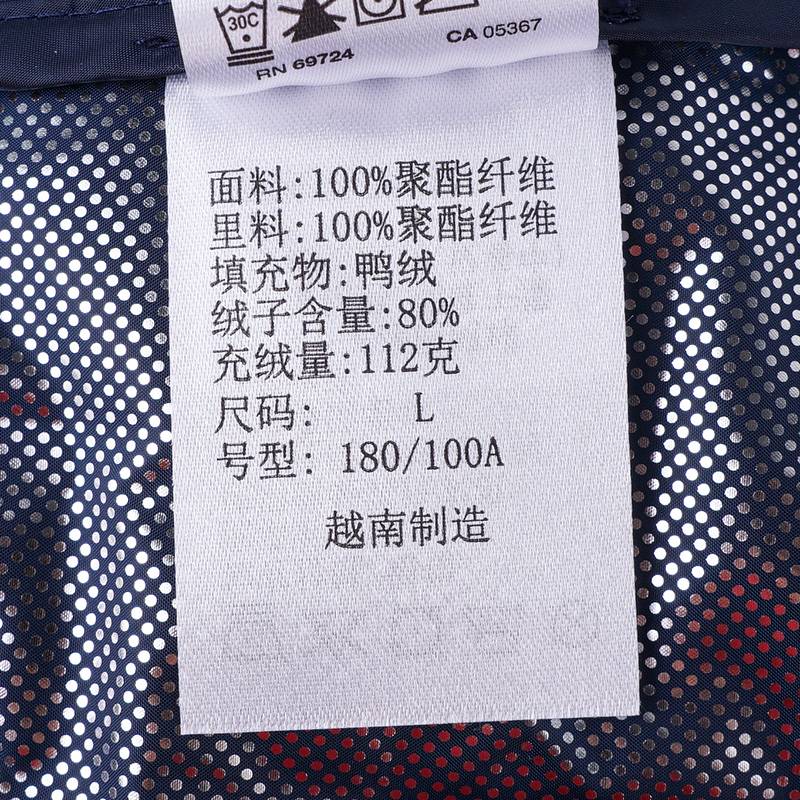 30C
RN 69724
CA 05367
面料:100%聚酯纤维
里料:100%聚酯纤维
填充物:鸭绒
绒子含量:80%
充绒量:112克
尺码: L
号型: 180/100A
越南制造